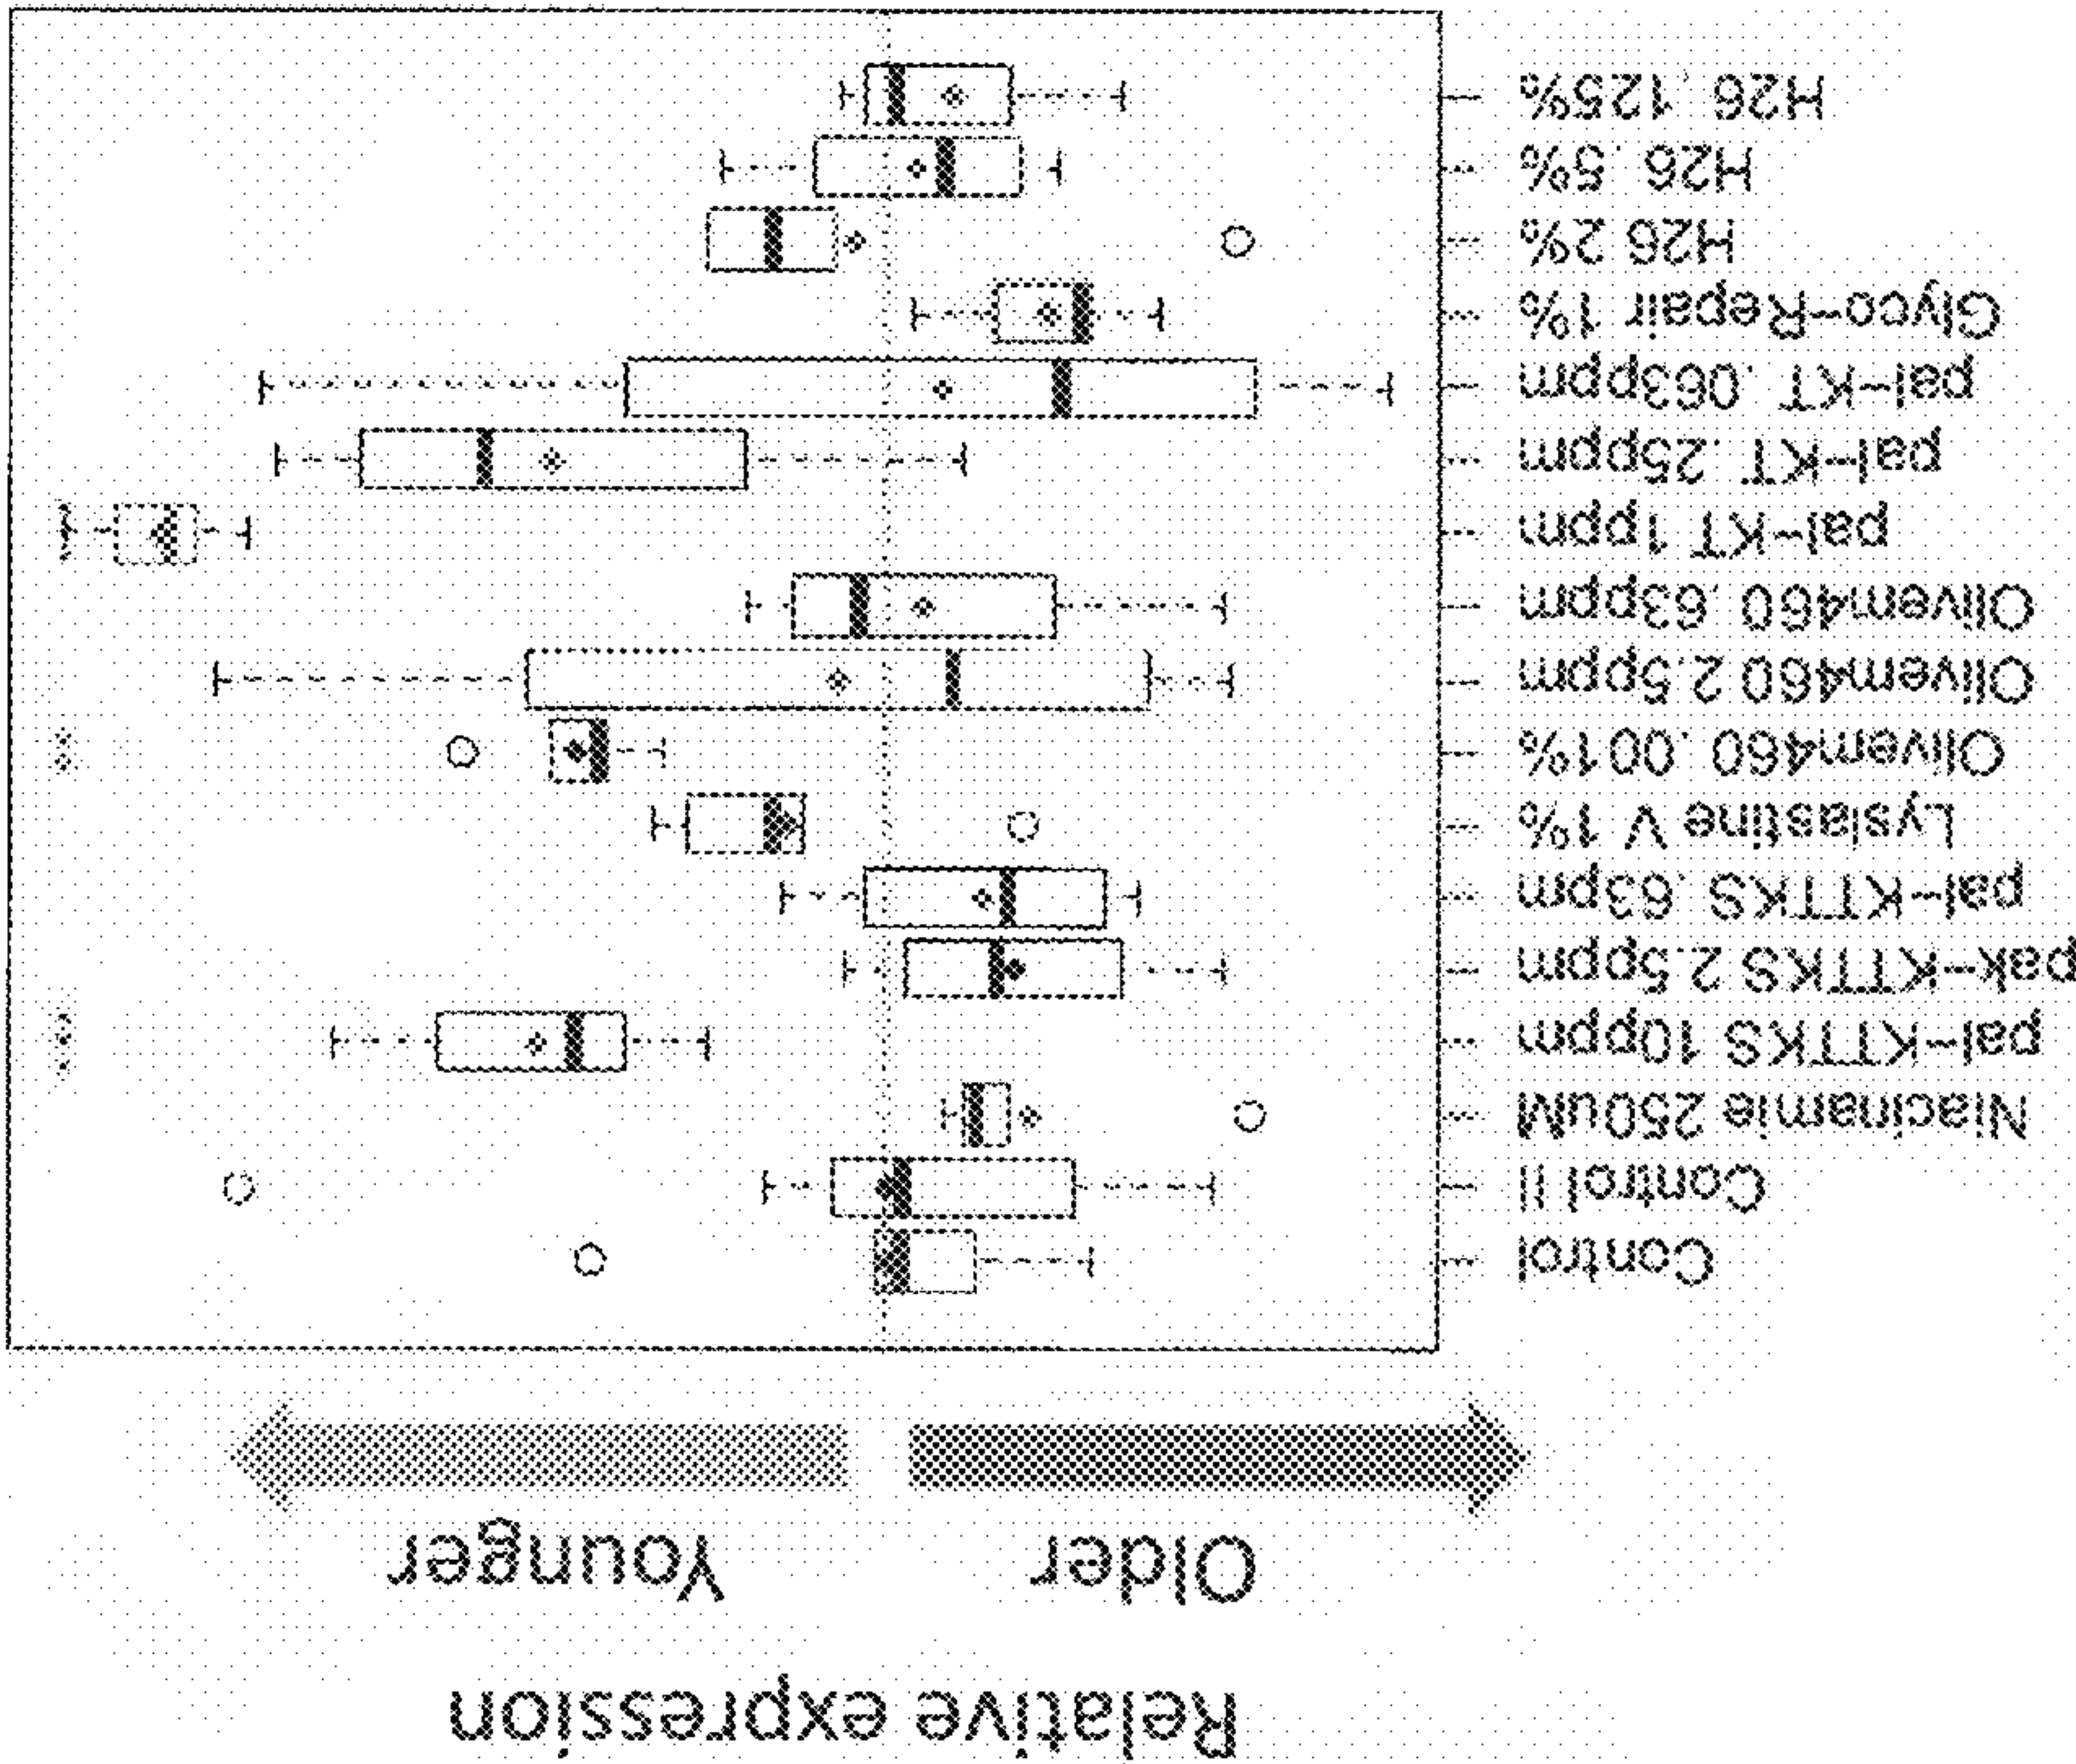 Relative expression
Older Younger
Control
Control II
Niacinamie 250uM
pal-KTTKS 10ppm
pak-KTTKS 2.5ppm
pal-KTTKS .63ppm
Lyslastine V 1%
Olivem460 .001%
Olivem460 2.5ppm
Olivem460 .63ppm
pal-KT 1ppm
pal-KT .25ppm
pal-KT .063ppm
Glyco-Repair 1%
H26 2%
H26 .5%
H26 .125%